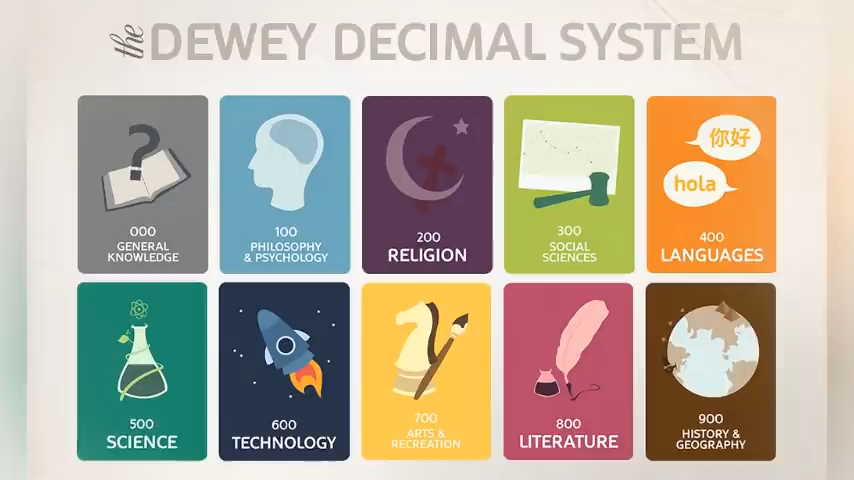 the DEWEY DECIMAL SYSTEM
000
GENERAL
KNOWLEDGE
100
PHILOSOPHY
& PSYCHOLOGY
200
RELIGION
300
SOCIAL
SCIENCES
你好
hola
400
LANGUAGES
500
SCIENCE
600
TECHNOLOGY
700
ARTS &
RECREATION
800
LITERATURE
900
HISTORY &
GEOGRAPHY